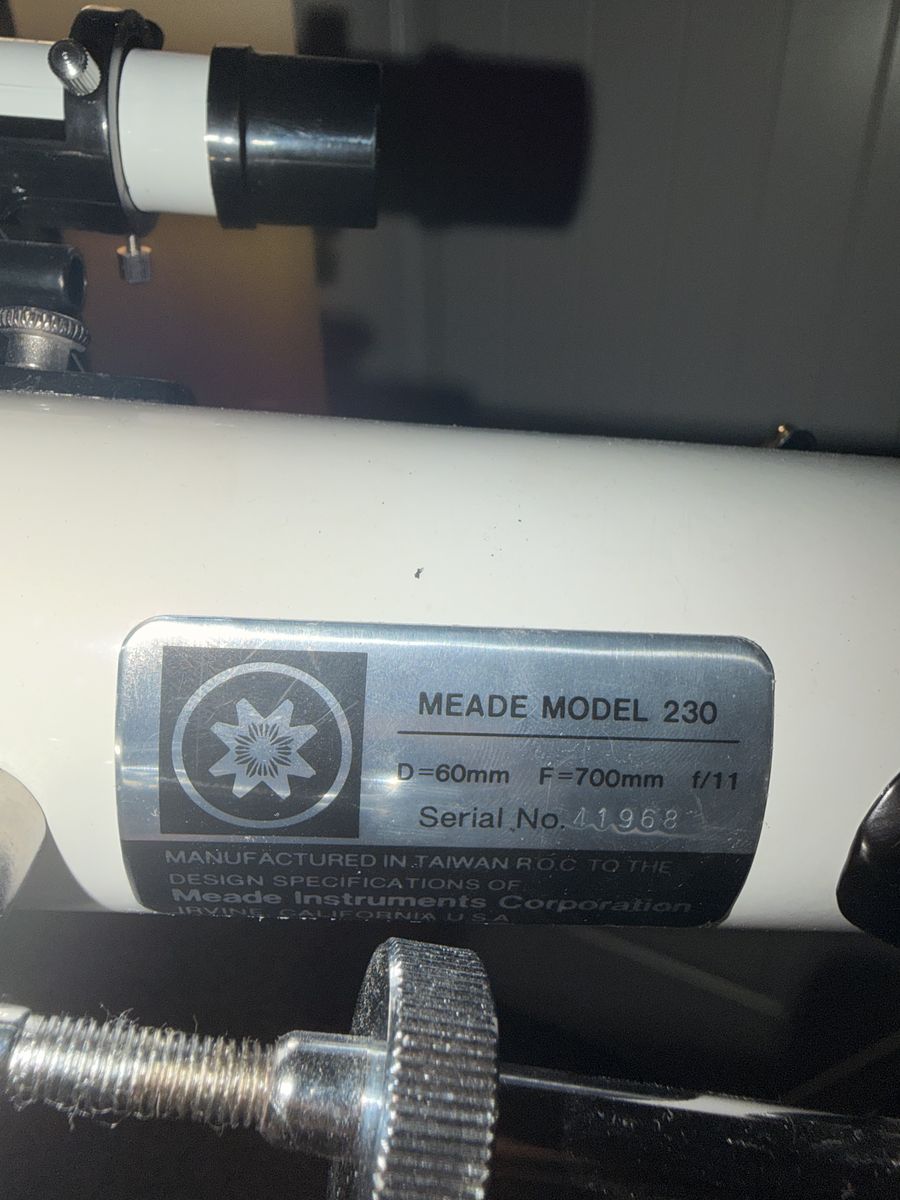 MEADE MODEL 230
D=60mm F=700mm f/11
Serial No. 41968
MANUFACTURED IN TAIWAN R.O.C TO THE
DESIGN SPECIFICATIONS OF
Meade Instruments Corporation
IRVINE, CALIFORNIA U.S.A